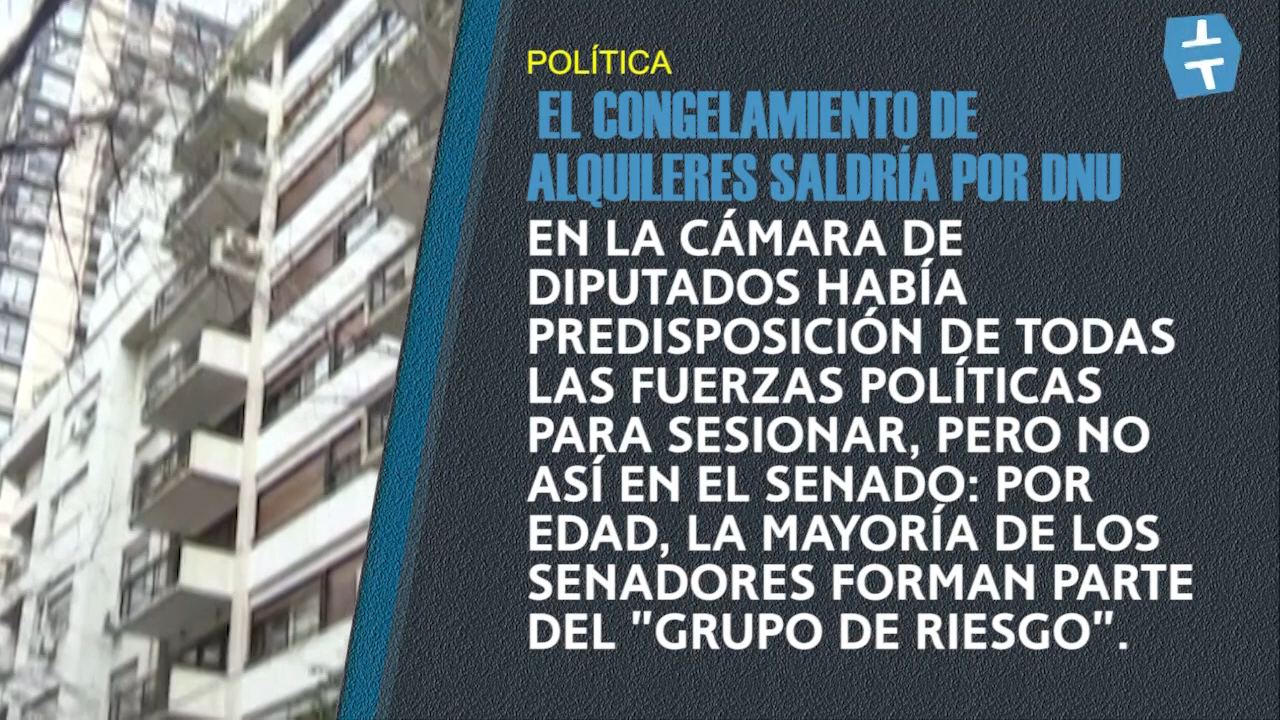 POLÍTICA
EL CONGELAMIENTO DE
ALQUILERES SALDRÍA POR DNU
EN LA CÁMARA DE
DIPUTADOS HABÍA
PREDISPOSICIÓN DE TODAS
LAS FUERZAS POLÍTICAS
PARA SESIONAR, PERO NO
ASÍ EN EL SENADO: POR
EDAD, LA MAYORÍA DE LOS
SENADORES FORMAN PARTE
DEL "GRUPO DE RIESGO".